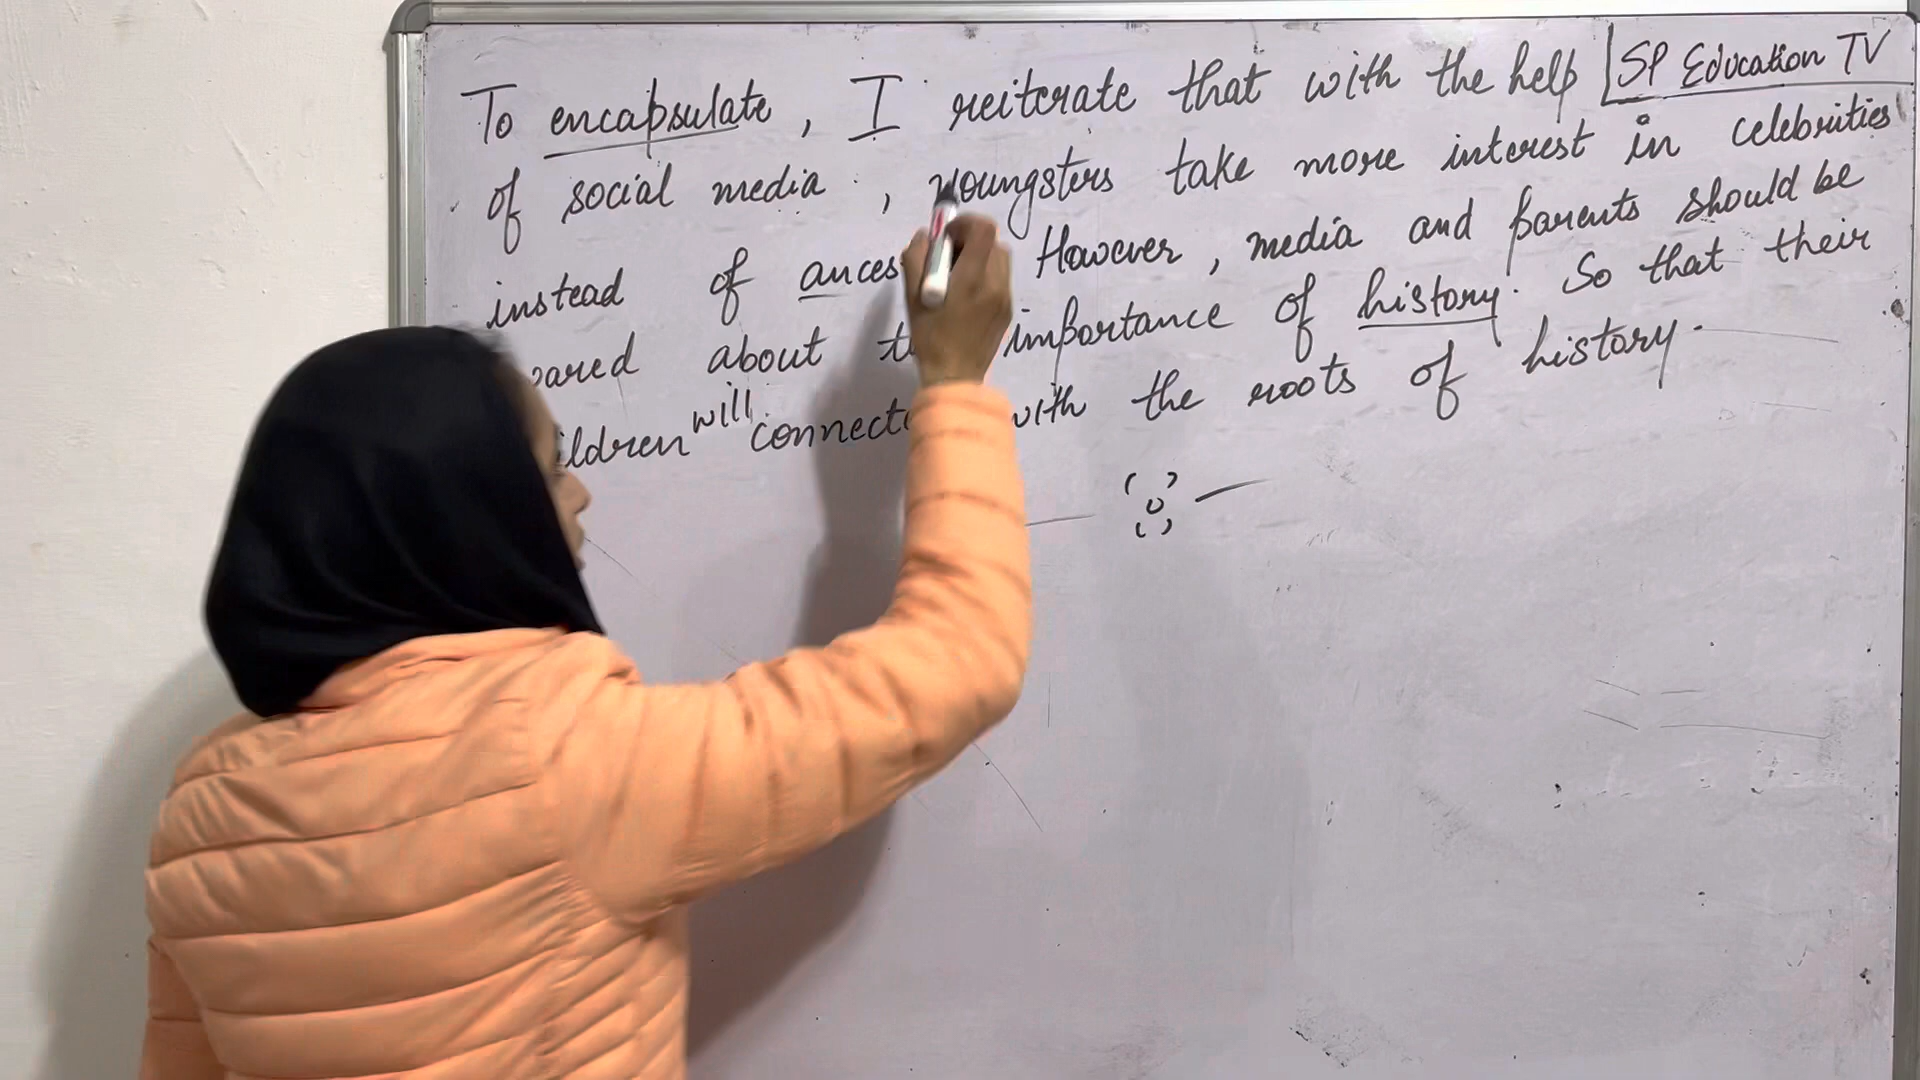 To encapsulate, I reiterate that with the help
SP Education TV
of social media, youngsters take more interest in celebrities
instead of ances However, media and parents should be
about importance of history. So that their
will connect with the roots of history.